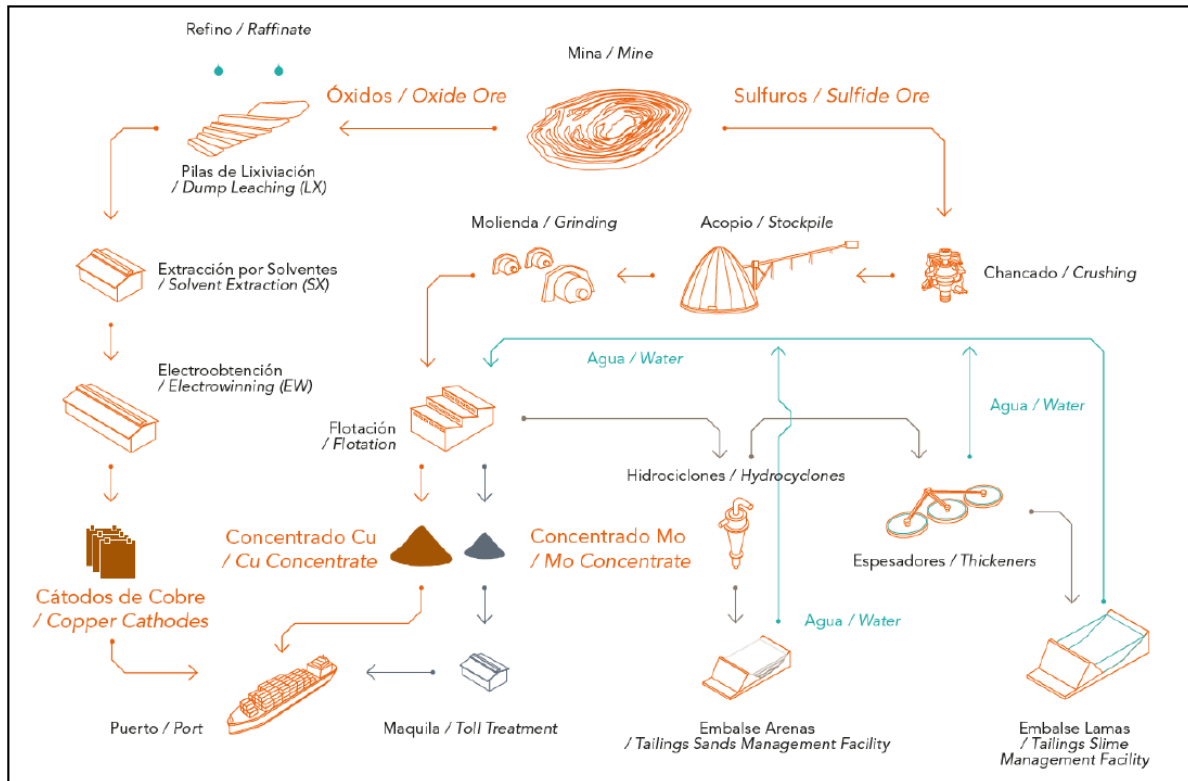 Refino / Raffinate
Mina / Mine
Óxidos / Oxide Ore
Sulfuros / Sulfide Ore
Pilas de Lixiviación
/ Dump Leaching (LX)
Molienda / Grinding
Acopio / Stockpile
Chancado / Crushing
Extracción por Solventes
/ Solvent Extraction (SX)
Agua / Water
Electroobtención
/ Electrowinning (EW)
Agua / Water
Flotación
/ Flotation
Hidrociclones / Hydrocyclones
Concentrado Cu
/ Cu Concentrate
Concentrado Mo
/ Mo Concentrate
Espesadores / Thickeners
Cátodos de Cobre
/ Copper Cathodes
Agua / Water
Puerto / Port
Maquila / Toll Treatment
Embalse Arenas
/ Tailings Sands Management Facility
Embalse Lamas
/ Tailings Slime
Management Facility